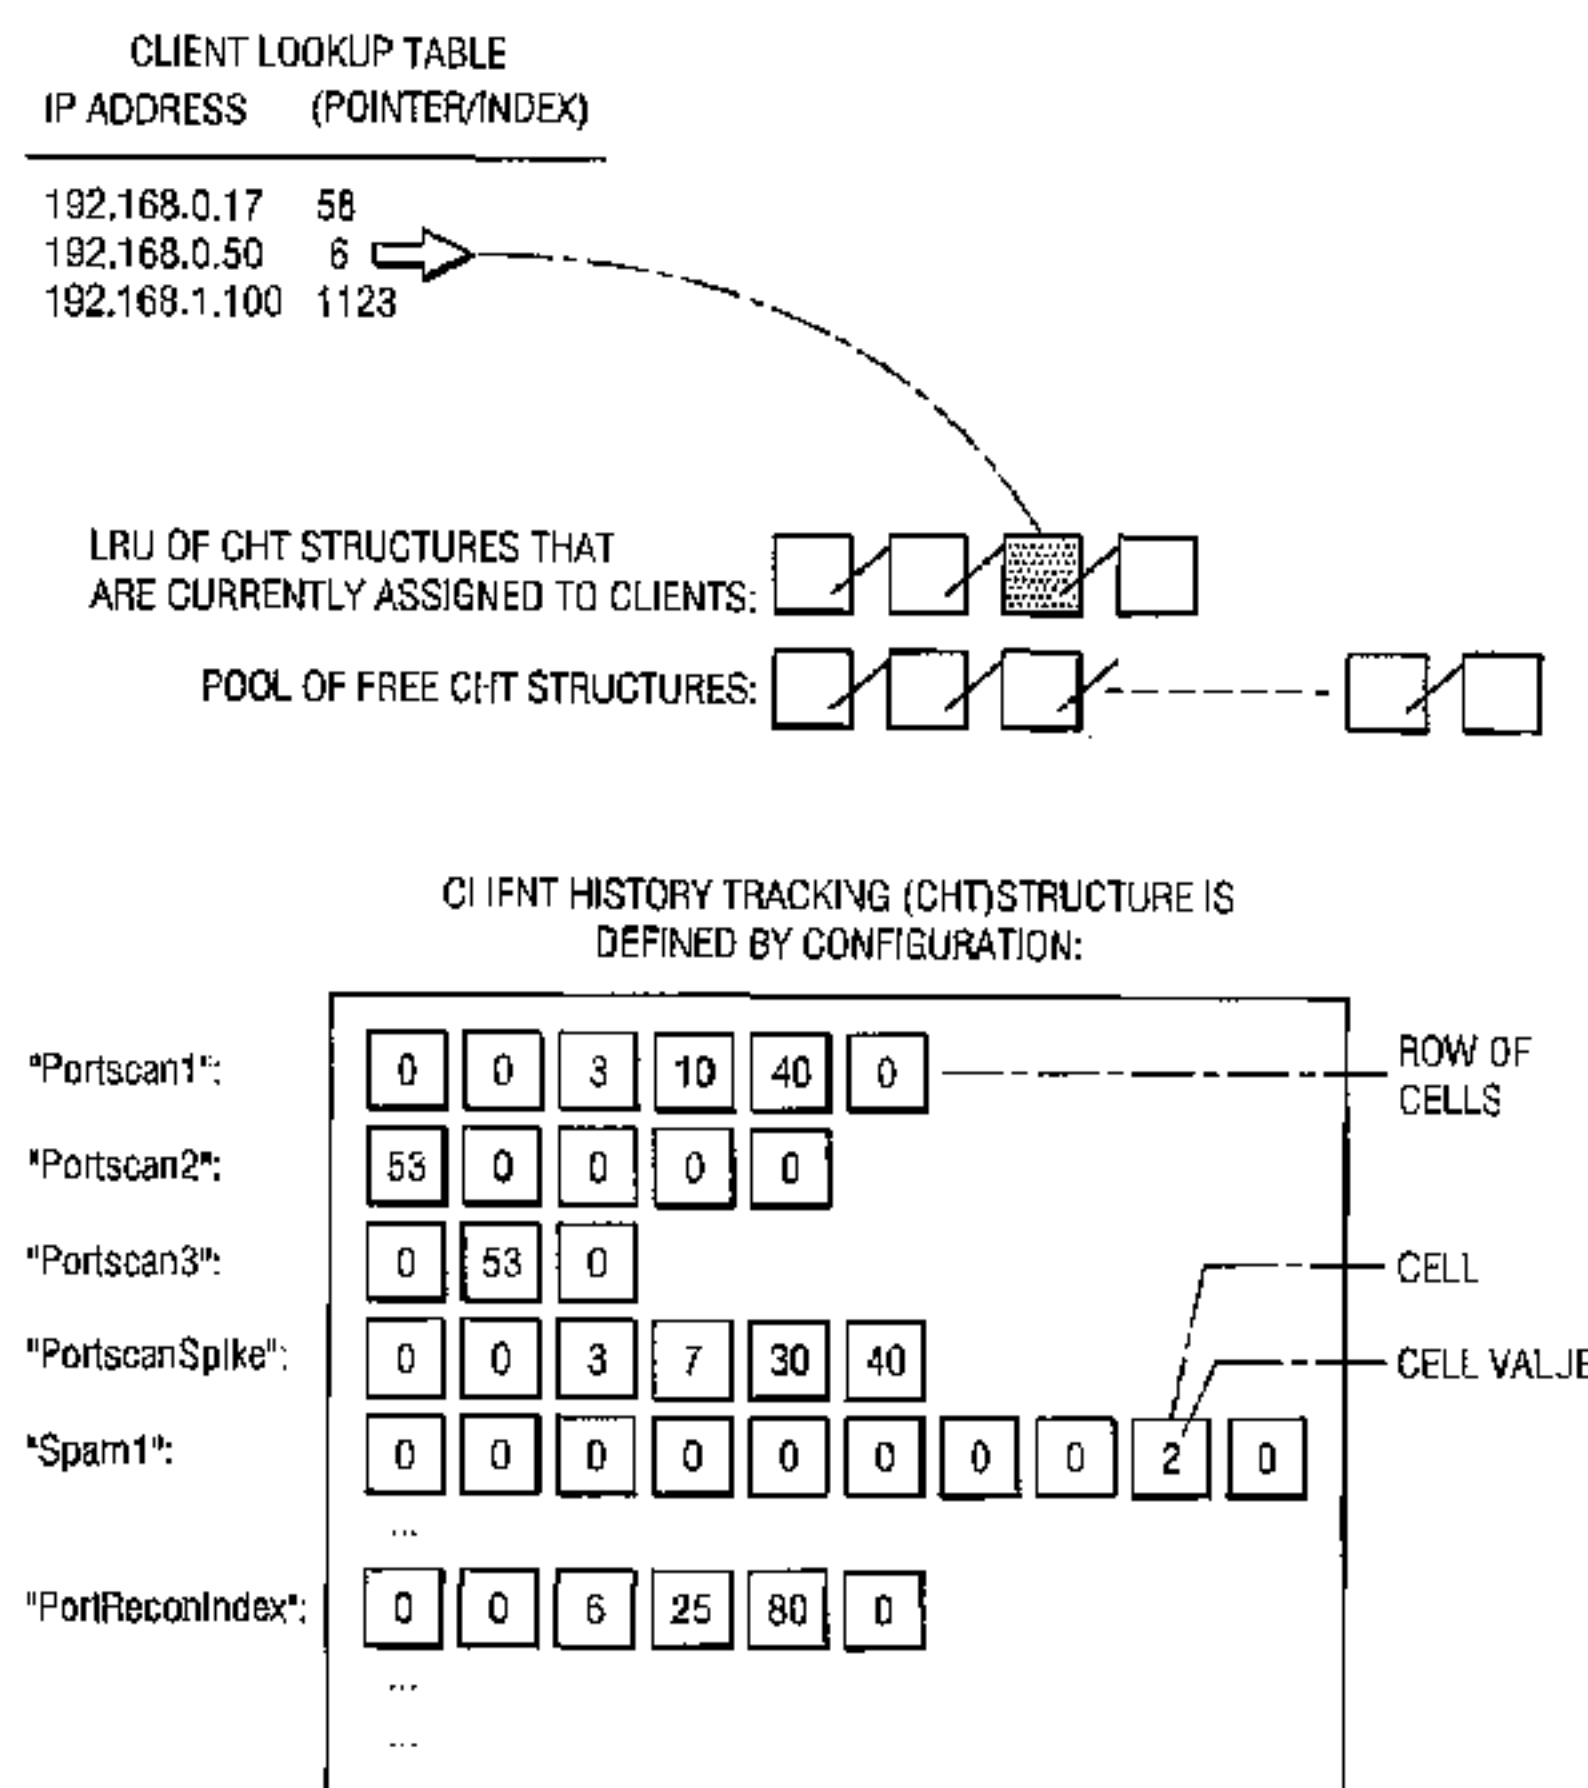 CLIENT LOOKUP TABLE
IP ADDRESS (POINTER/INDEX)
192.168.0.17 58
192.168.0.50 6
192.168.1.100 1123
LRU OF CHT STRUCTURES THAT
ARE CURRENTLY ASSIGNED TO CLIENTS:
POOL OF FREE CHT STRUCTURES:
CLIENT HISTORY TRACKING (CHT)STRUCTURE IS
DEFINED BY CONFIGURATION:
"Portscan1": 0 0 3 10 40 0
ROW OF
CELLS
"Portscan2": 53 0 0 0 0
"Portscan3": 0 53 0
CELL
"PortscanSpike": 0 0 3 7 30 40
CELL VALUE
"Spam1": 0 0 0 0 0 0 0 0 2 0
...
"PortReconIndex": 0 0 6 25 80 0
...
...